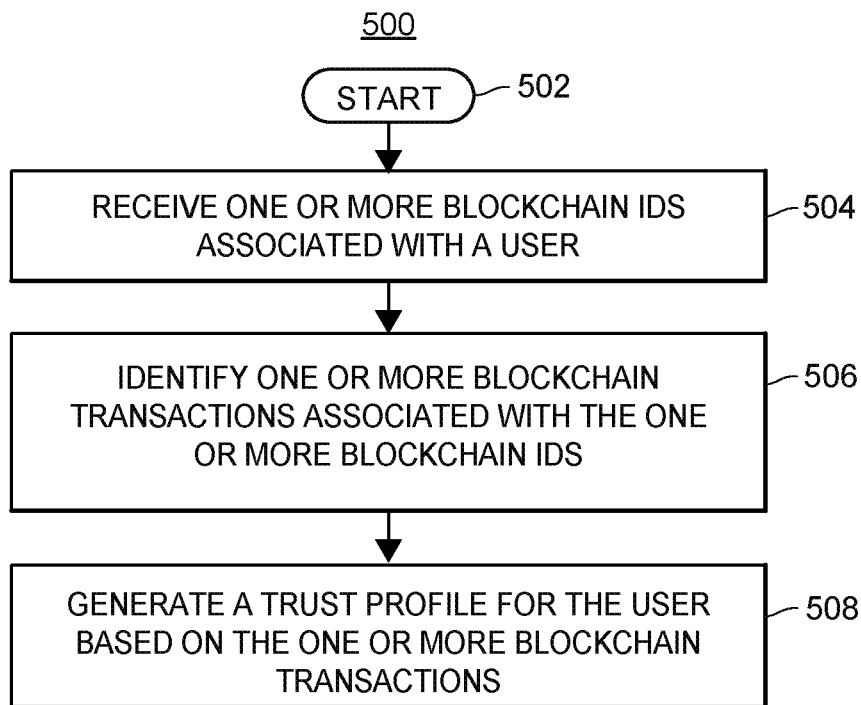 500
START
502
RECEIVE ONE OR MORE BLOCKCHAIN IDS
ASSOCIATED WITH A USER
504
IDENTIFY ONE OR MORE BLOCKCHAIN
TRANSACTIONS ASSOCIATED WITH THE ONE
OR MORE BLOCKCHAIN IDS
506
GENERATE A TRUST PROFILE FOR THE USER
BASED ON THE ONE OR MORE BLOCKCHAIN
TRANSACTIONS
508